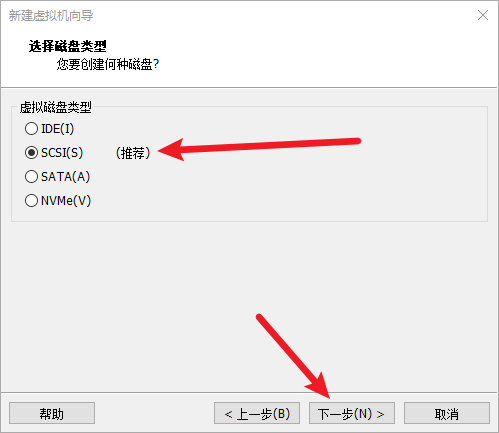 新建虚拟机向导
选择磁盘类型
您要创建何种磁盘?
虚拟磁盘类型
IDE(I)
SCSI(S) (推荐)
SATA(A)
NVMe(V)
帮助 < 上一步(B) 下一步(N) > 取消